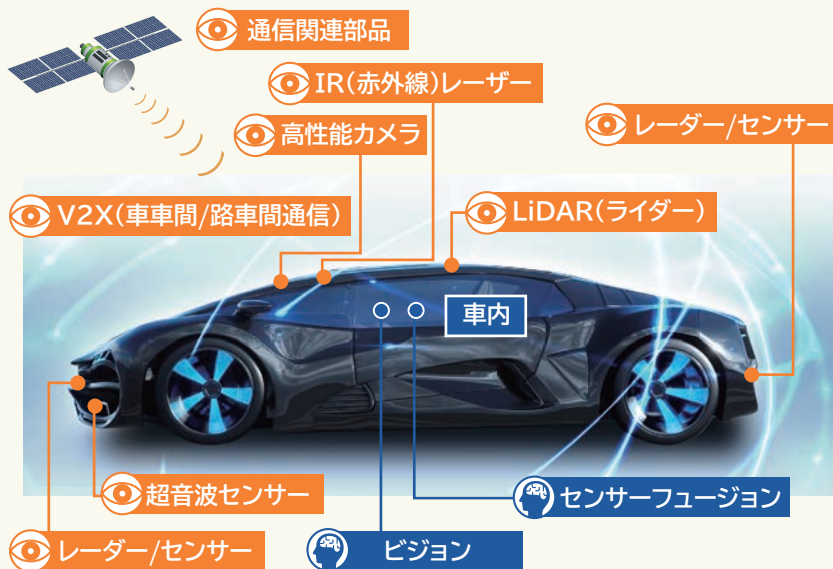 通信関連部品
IR(赤外線)レーザー
高性能カメラ
レーダー/センサー
V2X(車車間/路車間通信)
LiDAR(ライダー)
車内
超音波センサー
センサーフュージョン
レーダー/センサー
ビジョン